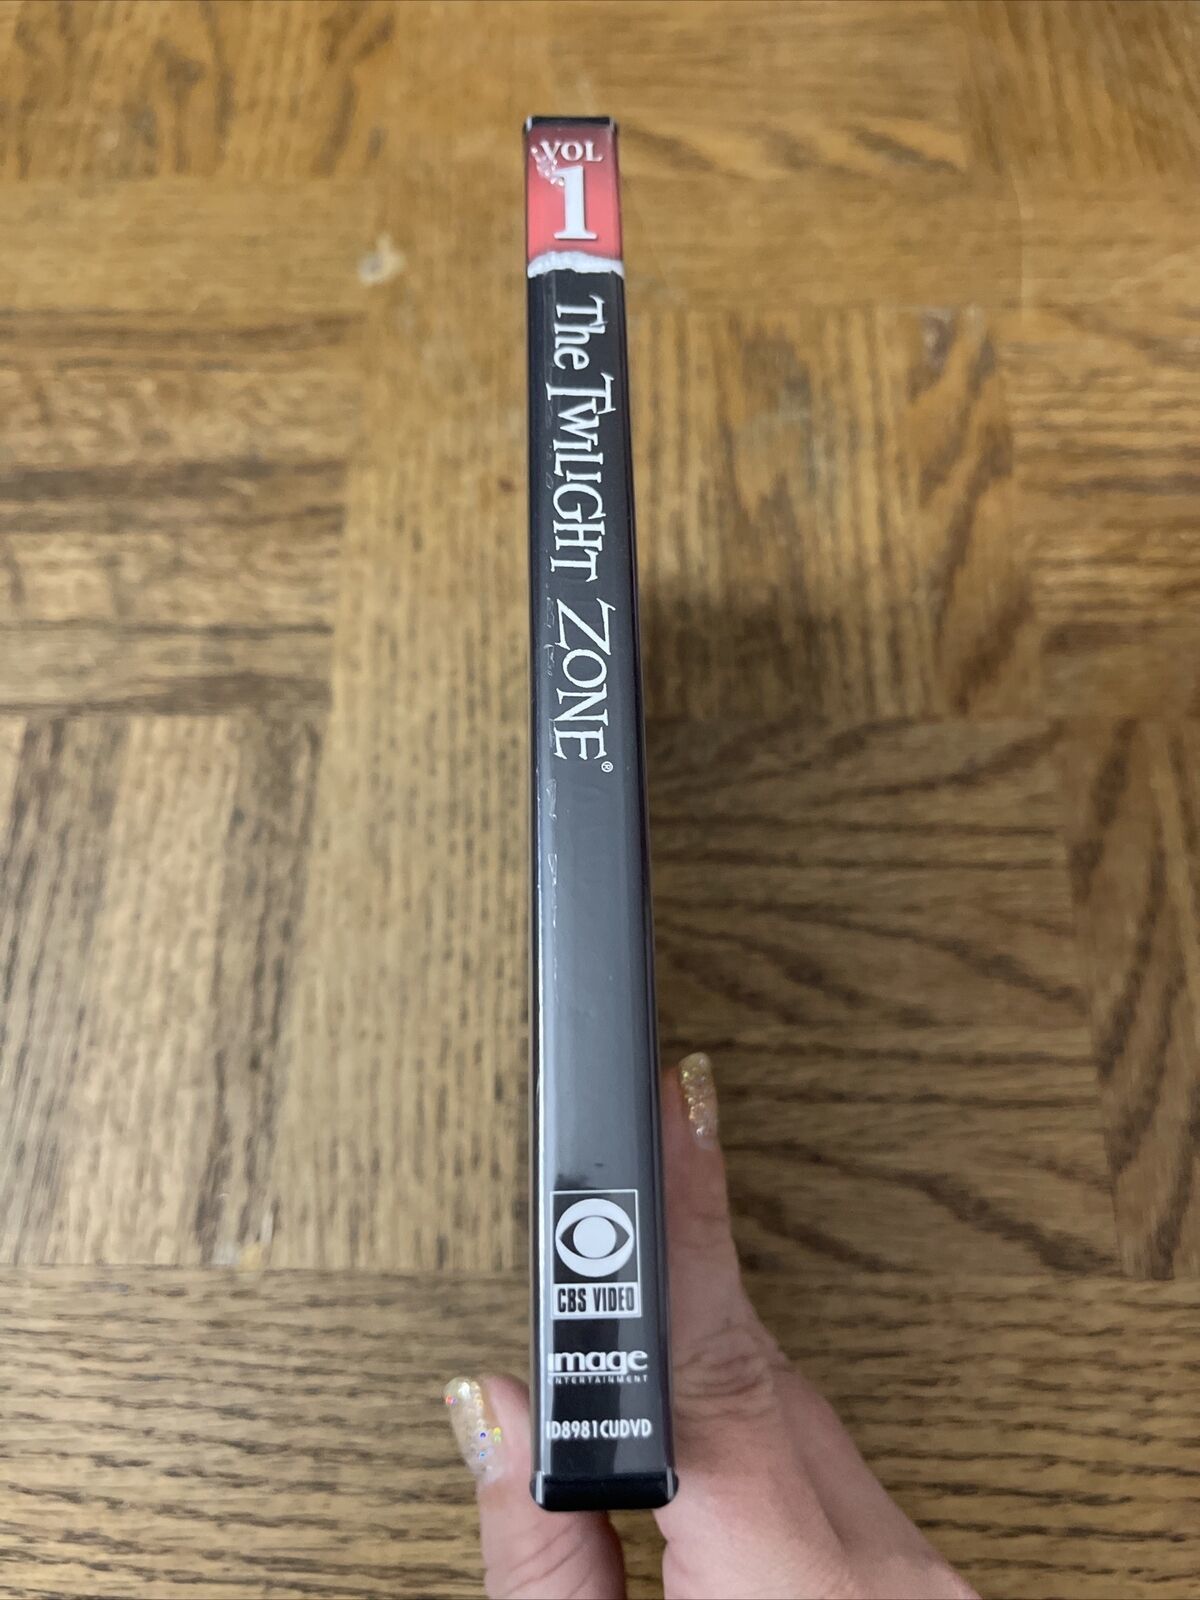 VOL
1
The TWILIGHT ZONE®
CBS VIDEO
image
ENTERTAINMENT
ID8981CUDVD